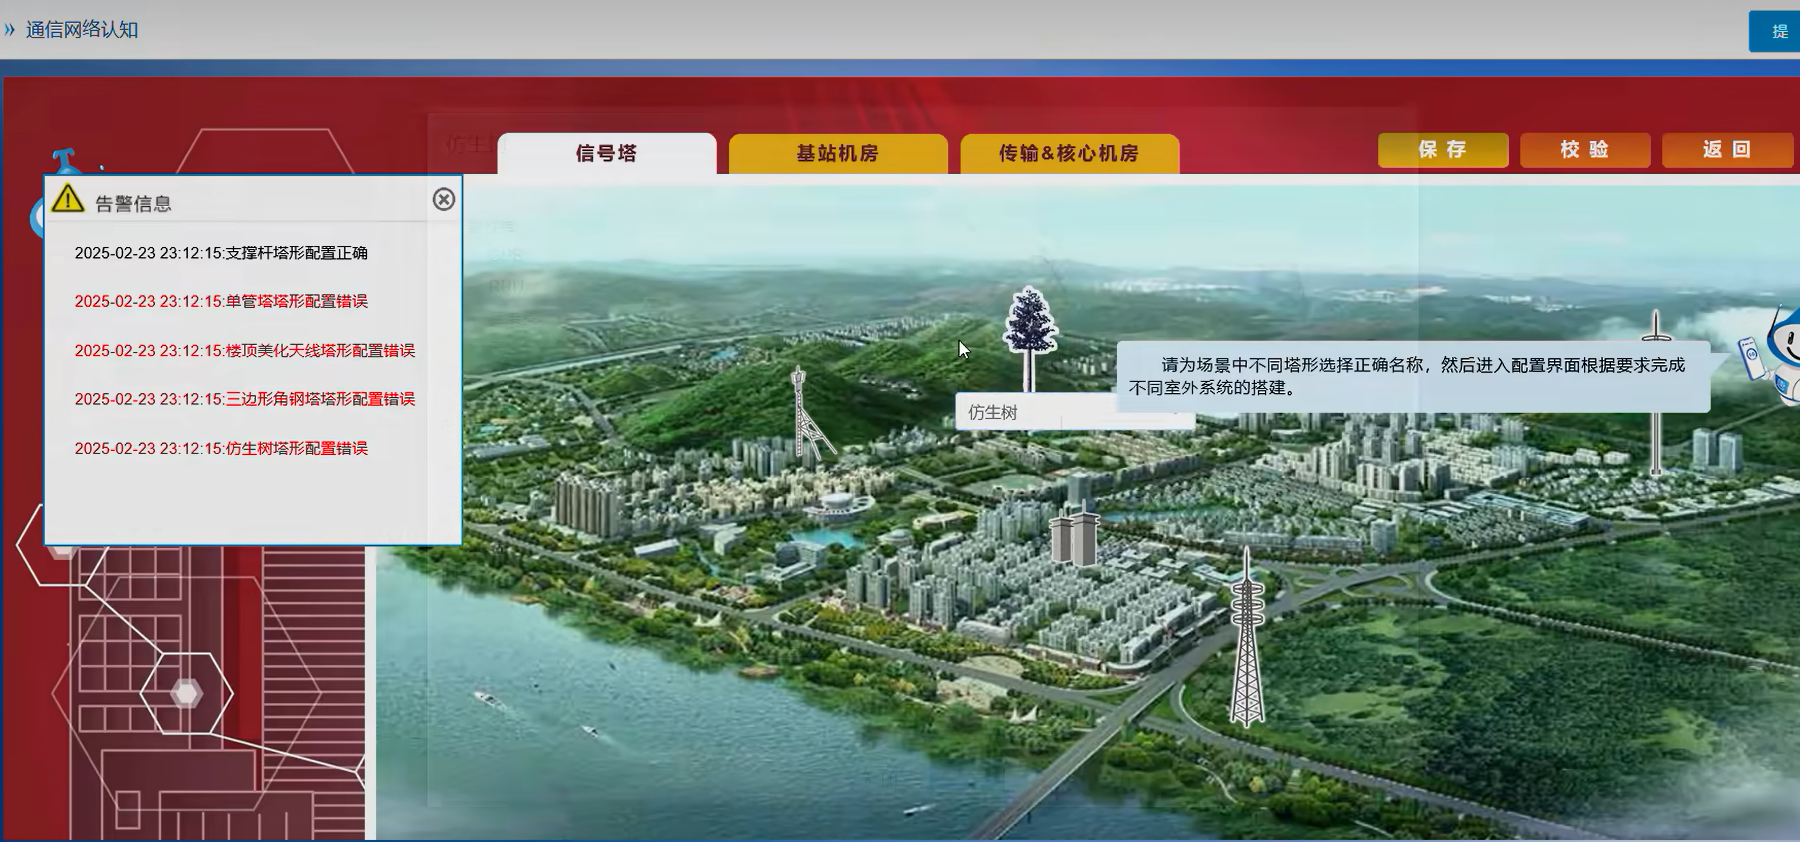 通信网络认知
提
信号塔
基站机房
传输&核心机房
保存
校验
返回
告警信息
2025-02-23 23:12:15:支撑杆塔形配置正确
2025-02-23 23:12:15:单管塔塔形配置错误
2025-02-23 23:12:15:楼顶美化天线塔形配置错误
2025-02-23 23:12:15:三边形角钢塔塔形配置错误
2025-02-23 23:12:15:仿生树塔形配置错误
请为场景中不同塔形选择正确名称，然后进入配置界面根据要求完成
不同室外系统的搭建。
仿生树